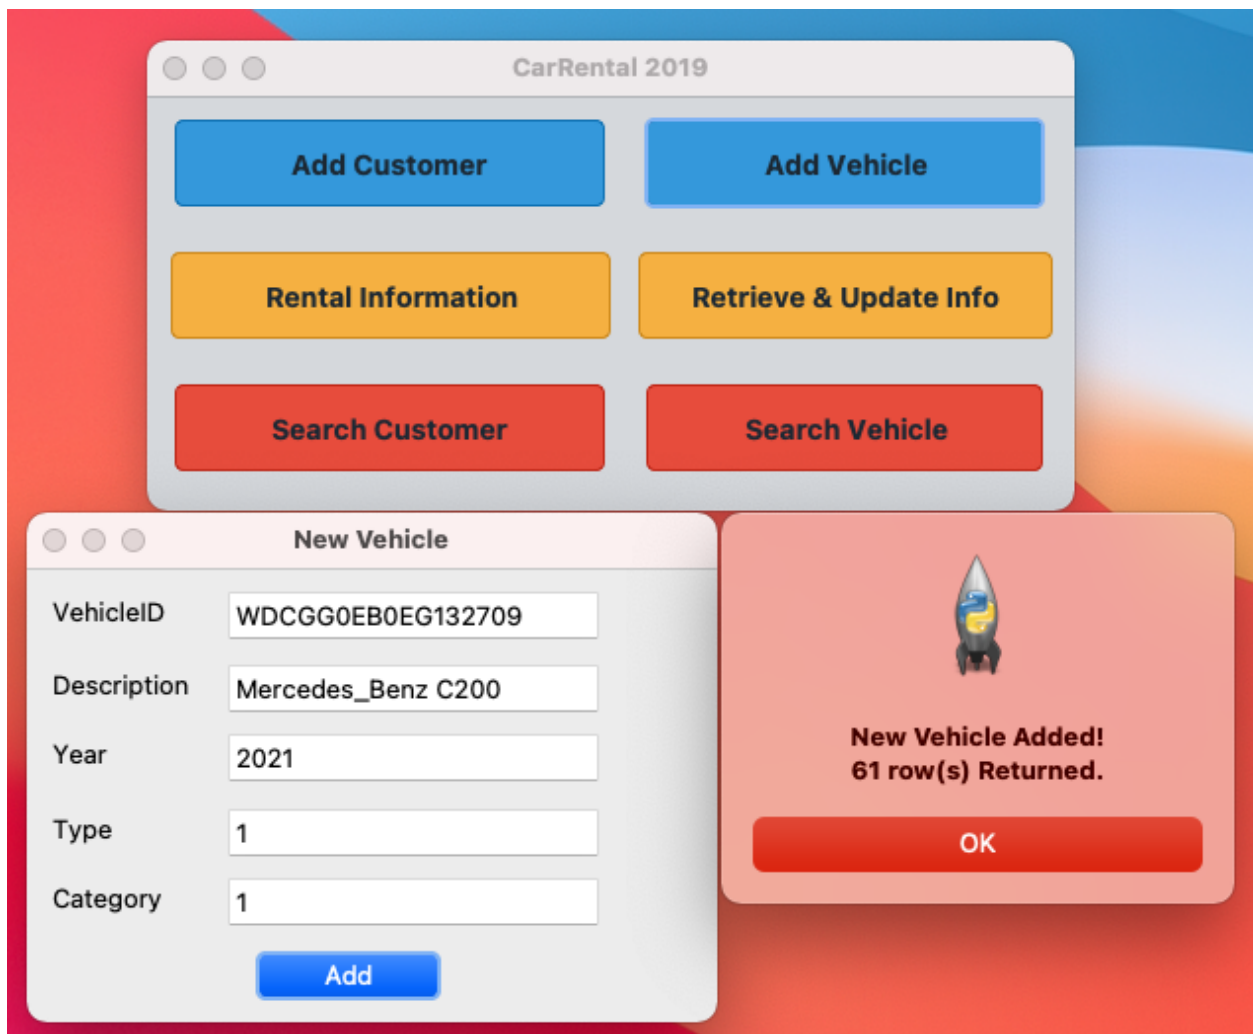 CarRental 2019
Add Customer
Add Vehicle
Rental Information
Retrieve & Update Info
Search Customer
Search Vehicle
New Vehicle
VehicleID
WDCGG0EB0EG132709
Description
Mercedes_Benz C200
Year
2021
Type
1
Category
1
Add
New Vehicle Added!
61 row(s) Returned.
OK